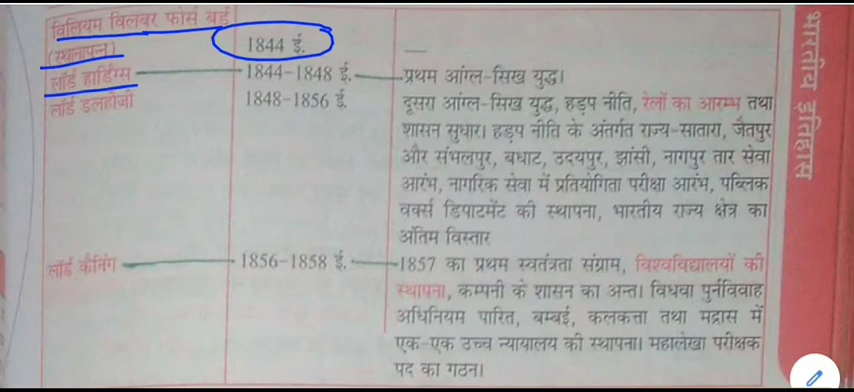 विलियम विलबर फोर्स बर्ड
(स्थानापन्न) 1844 ई. —
लॉर्ड हार्डिंग्स 1844-1848 ई. प्रथम आंग्ल-सिख युद्ध।
लॉर्ड डलहौजी 1848-1856 ई. दूसरा आंग्ल-सिख युद्ध, हड़प नीति, रेलों का आरम्भ तथा
शासन सुधार। हड़प नीति के अंतर्गत राज्य-सातारा, जैतपुर
और संभलपुर, बधाट, उदयपुर, झांसी, नागपुर तार सेवा
आरंभ, नागरिक सेवा में प्रतियोगिता परीक्षा आरंभ, पब्लिक
वर्क्स डिपाटमेंट की स्थापना, भारतीय राज्य क्षेत्र का
अंतिम विस्तार
लॉर्ड कैनिंग 1856-1858 ई. 1857 का प्रथम स्वतंत्रता संग्राम, विश्वविद्यालयों की
स्थापना, कम्पनी के शासन का अन्त। विधवा पुर्नविवाह
अधिनियम पारित, बम्बई, कलकत्ता तथा मद्रास में
एक-एक उच्च न्यायालय की स्थापना। महालेखा परीक्षक
पद का गठन।
भारतीय इतिहास